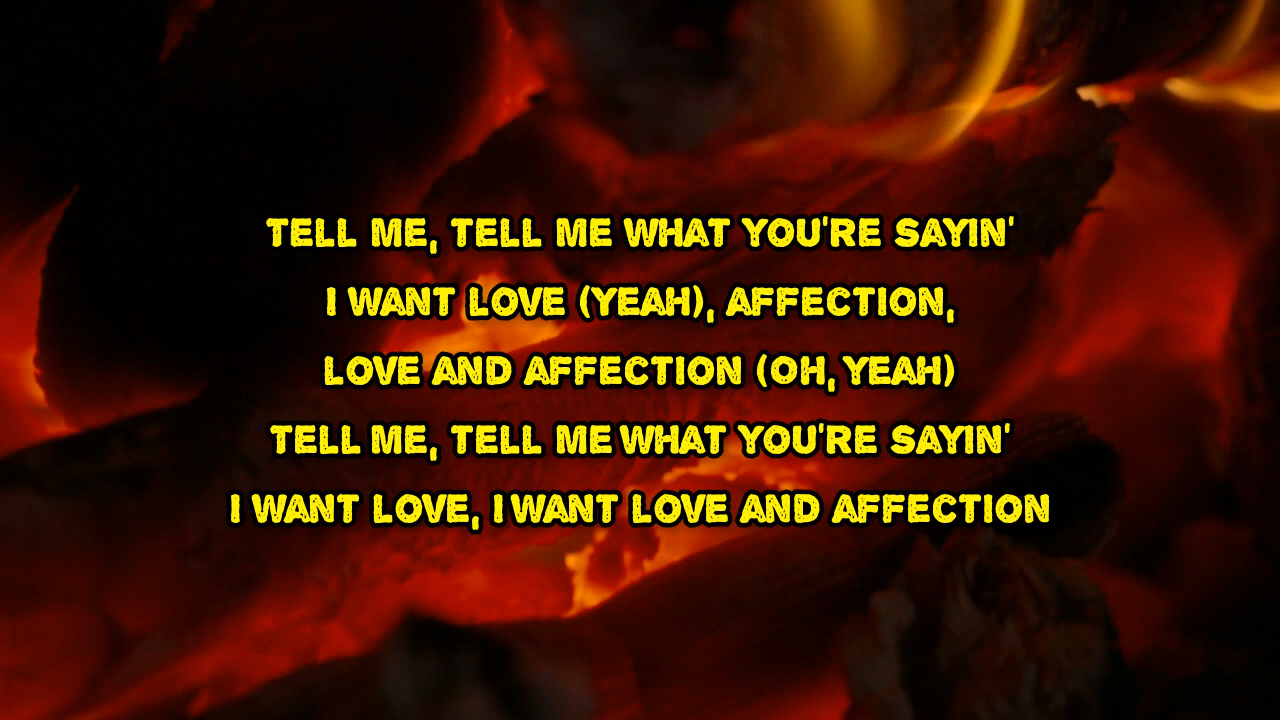 TELL ME, TELL ME WHAT YOU'RE SAYIN'
I WANT LOVE (YEAH), AFFECTION,
LOVE AND AFFECTION (OH, YEAH)
TELL ME, TELL ME WHAT YOU'RE SAYIN'
I WANT LOVE, I WANT LOVE AND AFFECTION